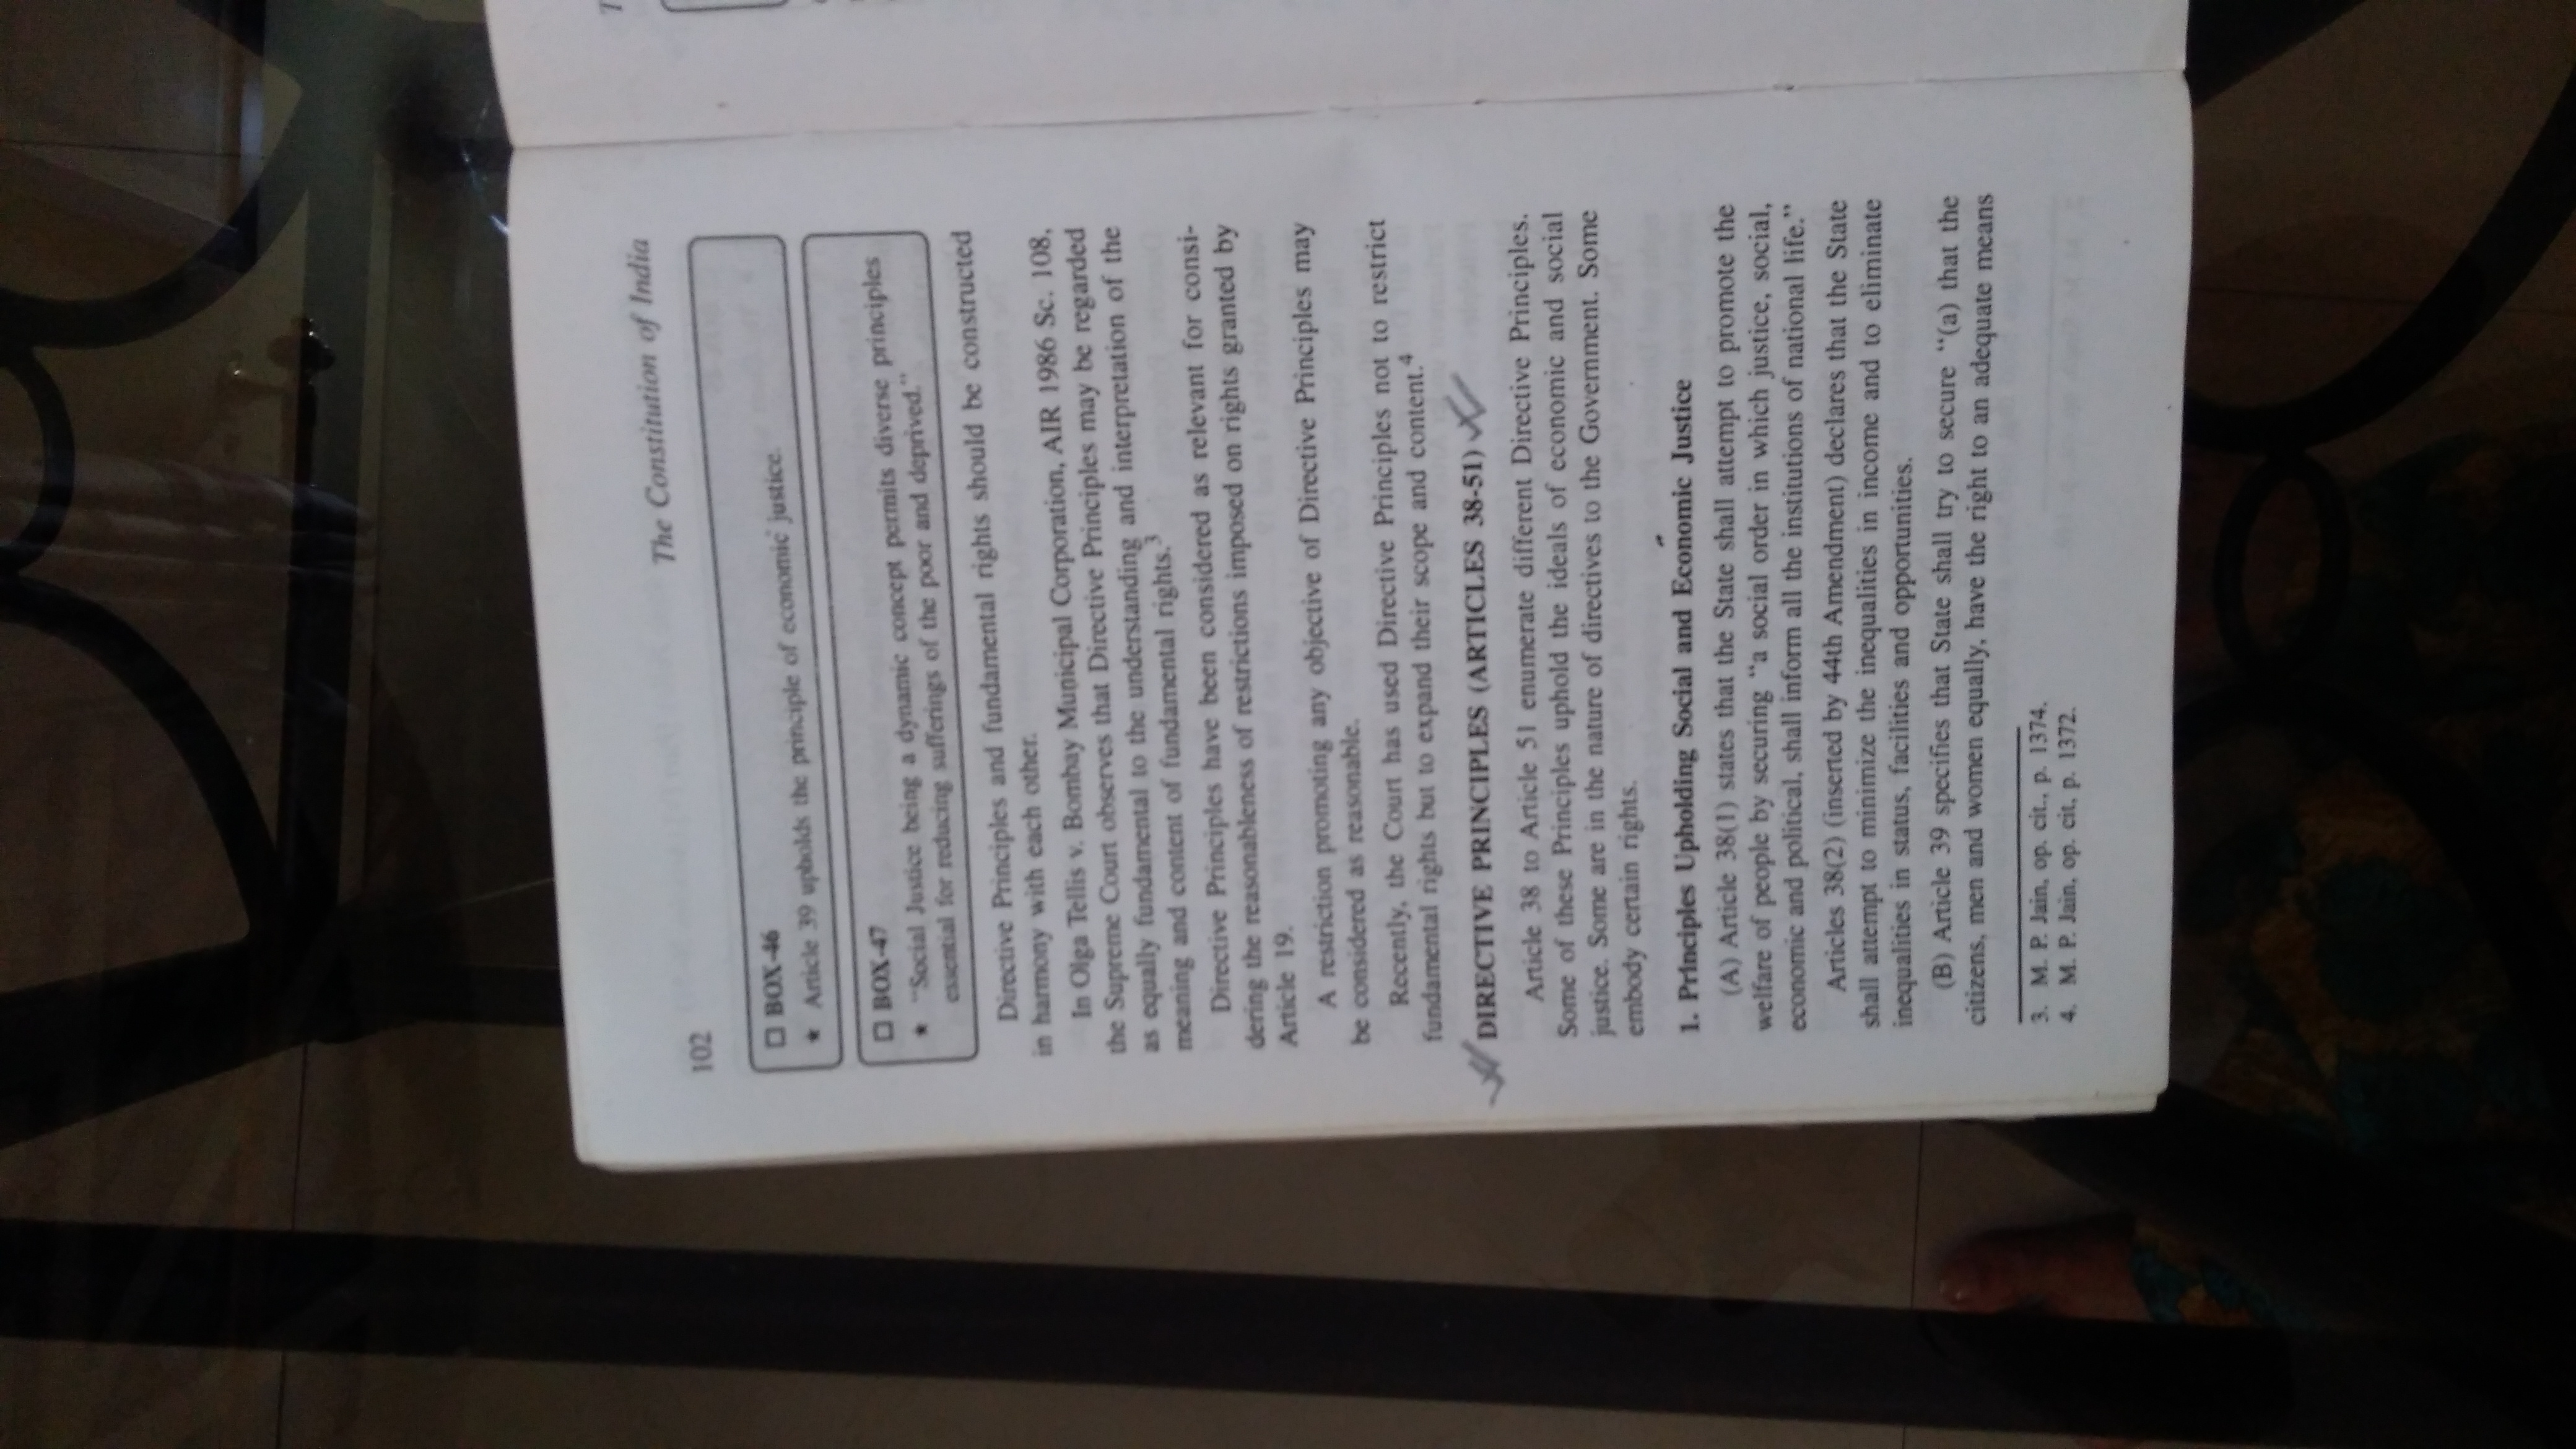 102
The Constitution of India
□ BOX-46
★ Article 39 upholds the principle of economic justice.
□ BOX-47
★ "Social Justice being a dynamic concept permits diverse principles
essential for reducing sufferings of the poor and deprived."
Directive Principles and fundamental rights should be constructed
in harmony with each other.
In Olga Tellis v. Bombay Municipal Corporation, AIR 1986 Sc. 108,
the Supreme Court observes that Directive Principles may be regarded
as equally fundamental to the understanding and interpretation of the
meaning and content of fundamental rights.3
Directive Principles have been considered as relevant for consi-
dering the reasonableness of restrictions imposed on rights granted by
Article 19.
A restriction promoting any objective of Directive Principles may
be considered as reasonable.
Recently, the Court has used Directive Principles not to restrict
fundamental rights but to expand their scope and content.4
DIRECTIVE PRINCIPLES (ARTICLES 38-51)
Article 38 to Article 51 enumerate different Directive Principles.
Some of these Principles uphold the ideals of economic and social
justice. Some are in the nature of directives to the Government. Some
embody certain rights.
1. Principles Upholding Social and Economic Justice
(A) Article 38(1) states that the State shall attempt to promote the
welfare of people by securing "a social order in which justice, social,
economic and political, shall inform all the institutions of national life."
Articles 38(2) (inserted by 44th Amendment) declares that the State
shall attempt to minimize the inequalities in income and to eliminate
inequalities in status, facilities and opportunities.
(B) Article 39 specifies that State shall try to secure "(a) that the
citizens, men and women equally, have the right to an adequate means
3. M. P. Jain, op. cit., p. 1374.
4. M. P. Jain, op. cit, p. 1372.